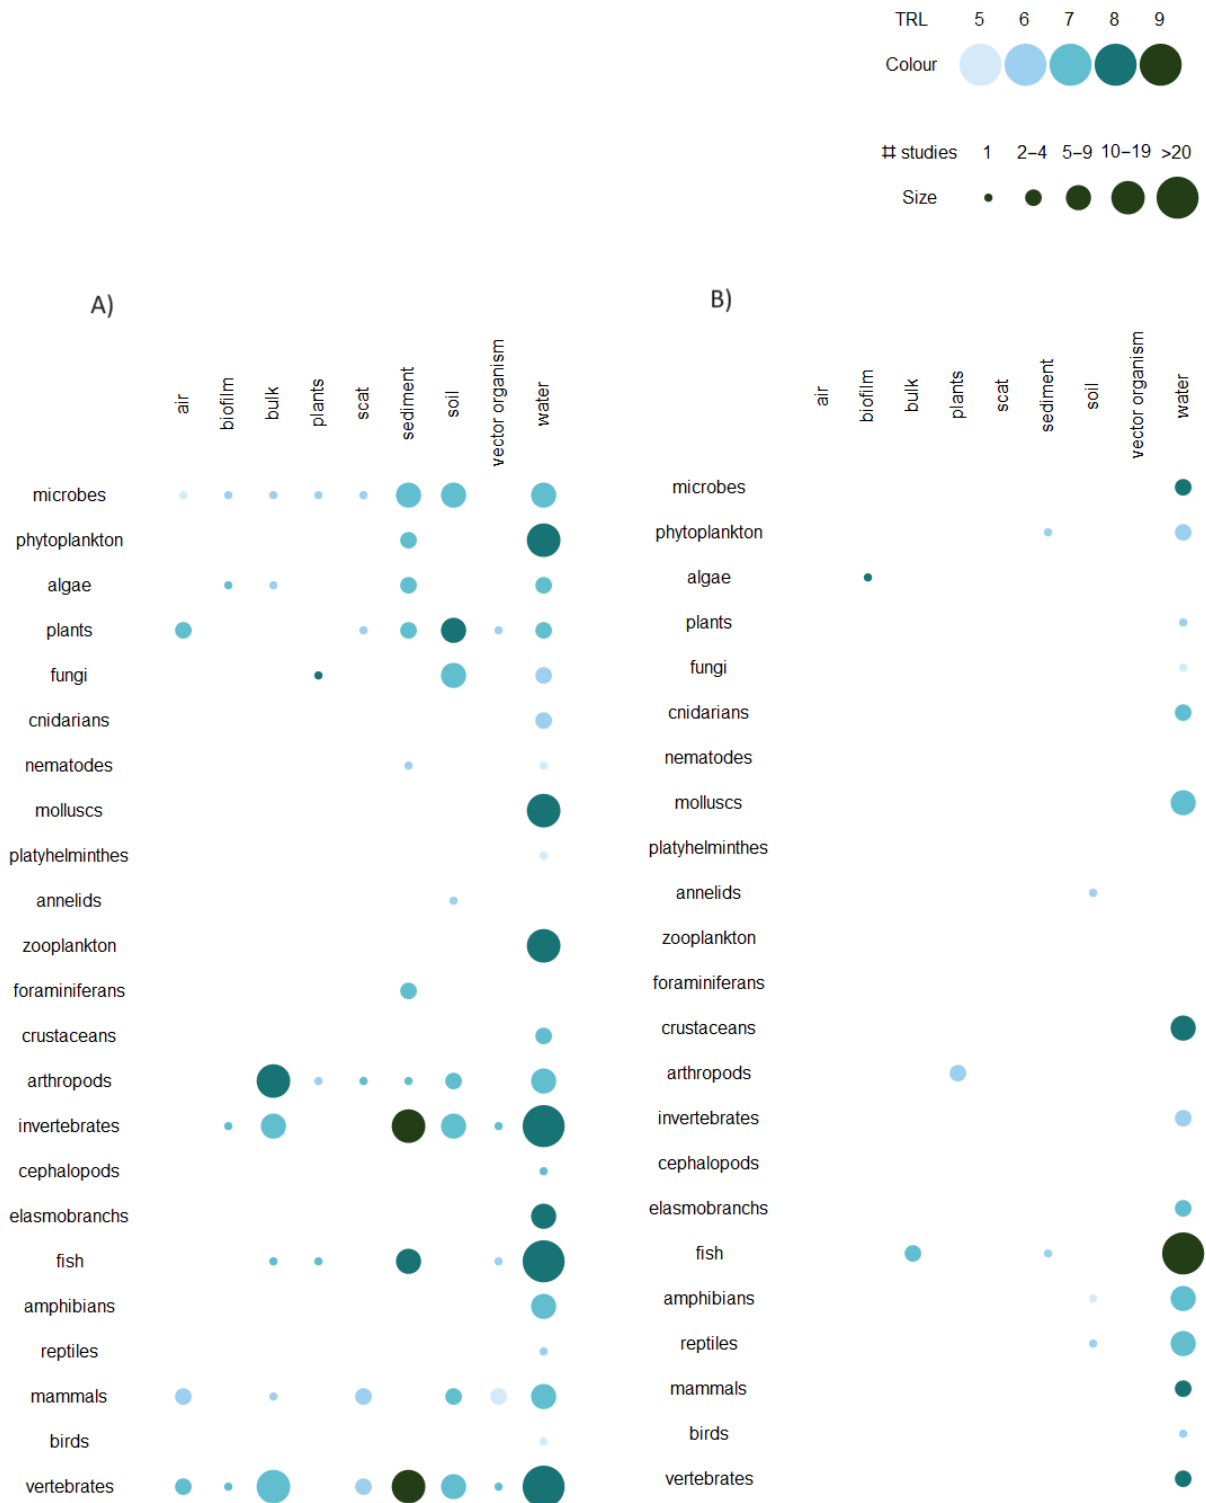 TRL 5 6 7 8 9
Colour
# studies 1 2–4 5–9 10–19 >20
Size
A)
air biofilm bulk plants scat sediment soil vector organism water
microbes
phytoplankton
algae
plants
fungi
cnidarians
nematodes
molluscs
platyhelminthes
annelids
zooplankton
foraminiferans
crustaceans
arthropods
invertebrates
cephalopods
elasmobranchs
fish
amphibians
reptiles
mammals
birds
vertebrates
B)
air biofilm bulk plants scat sediment soil vector organism water
microbes
phytoplankton
algae
plants
fungi
cnidarians
nematodes
molluscs
platyhelminthes
annelids
zooplankton
foraminiferans
crustaceans
arthropods
invertebrates
cephalopods
elasmobranchs
fish
amphibians
reptiles
mammals
birds
vertebrates